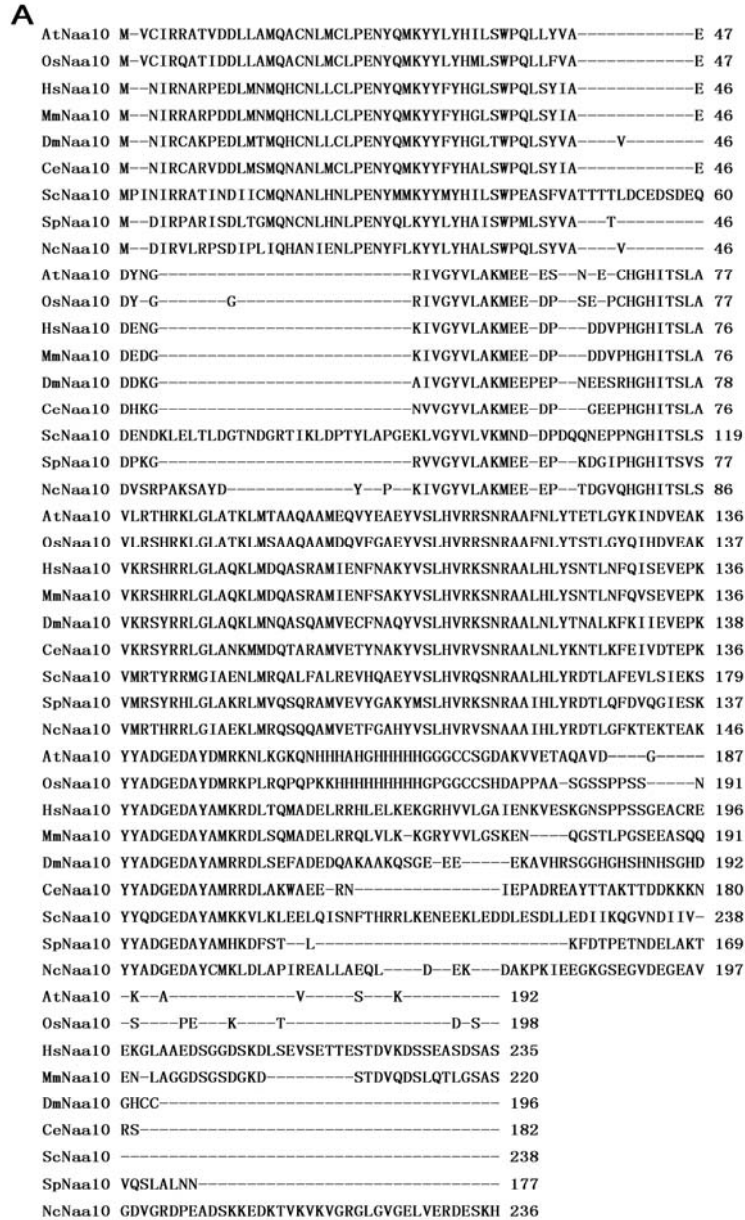 A
AtNaa10 M-VCIRRATVDDLLAMQACNLMCLPENYQMKYYLYHILSWPQLLYVA------------E 47
OsNaa10 M-VCIRQATIDDLLAMQACNLMCLPENYQMKYYLYHMLSWPQLLFVA------------E 47
HsNaa10 M--NIRNARPEDLMNMQHCNLLCLPENYQMKYYFYHGLSWPQLSYIA------------E 46
MmNaa10 M--NIRNARPEDLMNMQHCNLLCLPENYQMKYYFYHGLSWPQLSYIA------------E 46
DmNaa10 M--NIRCAKPEDLMTMQHCNLLCLPENYQMKYYFYHGLTWPQLSYVA----V-------- 46
CeNaa10 M--NIRCARVDDLMSMQNANLMCLPENYQMKYYFYHALSWPQLSYIA------------E 46
ScNaa10 MPINIRRATINDIICMQNANLHNLPENYMMKYYMYHILSWPEASFVATTTTLDCEDSDEQ 60
SpNaa10 M--DIRPARISDLTGMQNCNLHNLPENYQLKYYLYHAISWPMLSYVA---T--------- 46
NcNaa10 M--DIRVLRPSDIPLIQHANIENLPENYFLKYYLYHALSWPQLSYVA----V-------- 46
AtNaa10 DYNG--------------------------RIVGYVLAKMEE-ES--N-E-CHGHITSLA 77
OsNaa10 DY-G-------G------------------RIVGYVLAKMEE-DP--SE-PCHGHITSLA 77
HsNaa10 DENG--------------------------KIVGYVLAKMEE-DP---DDVPHGHITSLA 76
MmNaa10 DEDG--------------------------KIVGYVLAKMEE-DP---DDVPHGHITSLA 76
DmNaa10 DDKG--------------------------AIVGYVLAKMEEPEP--NEESRHGHITSLA 78
CeNaa10 DHKG--------------------------NVVGYVLAKMEE-DP---GEEPHGHITSLA 76
ScNaa10 DENDKLELTLDGTNDGRTIKLDPTYLAPGEKLVGYVLVKMND-DPDQQNEPPNGHITSLS 119
SpNaa10 DPKG--------------------------RVVGYVLAKMEE-EP--KDGIPHGHITSVS 77
NcNaa10 DVSRPAKSAYD-------------Y--P--KIVGYVLAKMEE-EP--TDGVQHGHITSLS 86
AtNaa10 VLRTHRKLGLATKLMTAAQAAMEQVYEAEYVSLHVRRSNRAAFNLYTETLGYKINDVEAK 136
OsNaa10 VLRSHRKLGLATKLMSAAQAAMDQVFGAEYVSLHVRRSNRAAFNLYTSTLGYQIHDVEAK 137
HsNaa10 VKRSHRRLGLAQKLMDQASRAMIENFNAKYVSLHVRKSNRAALHLYSNTLNFQISEVEPK 136
MmNaa10 VKRSHRRLGLAQKLMDQASRAMIENFSAKYVSLHVRKSNRAALHLYSNTLNFQVSEVEPK 136
DmNaa10 VKRSYRRLGLAQKLMNQASQAMVECFNAQYVSLHVRKSNRAALNLYTNALKFKIIEVEPK 138
CeNaa10 VKRSYRRLGLANKMMDQTARAMVETYNAKYVSLHVRVSNRAALNLYKNTLKFEIVDTEPK 136
ScNaa10 VMRTYRRMGIAENLMRQALFALREVHQAEYVSLHVRQSNRAALHLYRDTLAFEVLSIEKS 179
SpNaa10 VMRSYRHLGLAKRLMVQSQRAMVEVYGAKYMSLHVRKSNRAAIHLYRDTLQFDVQGIESK 137
NcNaa10 VMRTHRRLGIAEKLMRQSQQAMVETFGAHYVSLHVRVSNAAAIHLYRDTLGFKTEKTEAK 146
AtNaa10 YYADGEDAYDMRKNLKGKQNHHHAHGHHHHHGGGCCSGDAKVVETAQAVD----G----- 187
OsNaa10 YYADGEDAYDMRKPLRQPQPKKHHHHHHHHHGPGGCCSHDAPPAA-SGSSPPSS-----N 191
HsNaa10 YYADGEDAYAMKRDLTQMADELRRHLELKEKGRHVVLGAIENKVESKGNSPPSSGEACRE 196
MmNaa10 YYADGEDAYAMKRDLSQMADELRRQLVLK-KGRYVVLGSKEN----QGSTLPGSEEASQQ 191
DmNaa10 YYADGEDAYAMRRDLSEFADEDQAKAAKQSGE-EE-----EKAVHRSGGHGHSHNHSGHD 192
CeNaa10 YYADGEDAYAMRRDLAKWAEE-RN---------------IEPADREAYTTAKTTDDKKKN 180
ScNaa10 YYQDGEDAYAMKKVLKLEELQISNFTHRRLKENEEKLEDDLESDLLEDIIKQGVNDIIV- 238
SpNaa10 YYADGEDAYAMHKDFST--L--------------------------KFDTPETNDELAKT 169
NcNaa10 YYADGEDAYCMKLDLAPIREALLAEQL----D--EK---DAKPKIEEGKGSEGVDEGEAV 197
AtNaa10 -K--A-------------V-----S---K---------- 192
OsNaa10 -S----PE---K----T-----------------D-S-- 198
HsNaa10 EKGLAAEDSGGDSKDLSEVSETTESTDVKDSSEASDSAS 235
MmNaa10 EN-LAGGDSGSDGKD---------STDVQDSLQTLGSAS 220
DmNaa10 GHCC----------------------------------- 196
CeNaa10 RS------------------------------------- 182
ScNaa10 --------------------------------------- 238
SpNaa10 VQSLALNN------------------------------- 177
NcNaa10 GDVGRDPEADSKKEDKTVKVKVGRGLGVGELVERDESKH 236